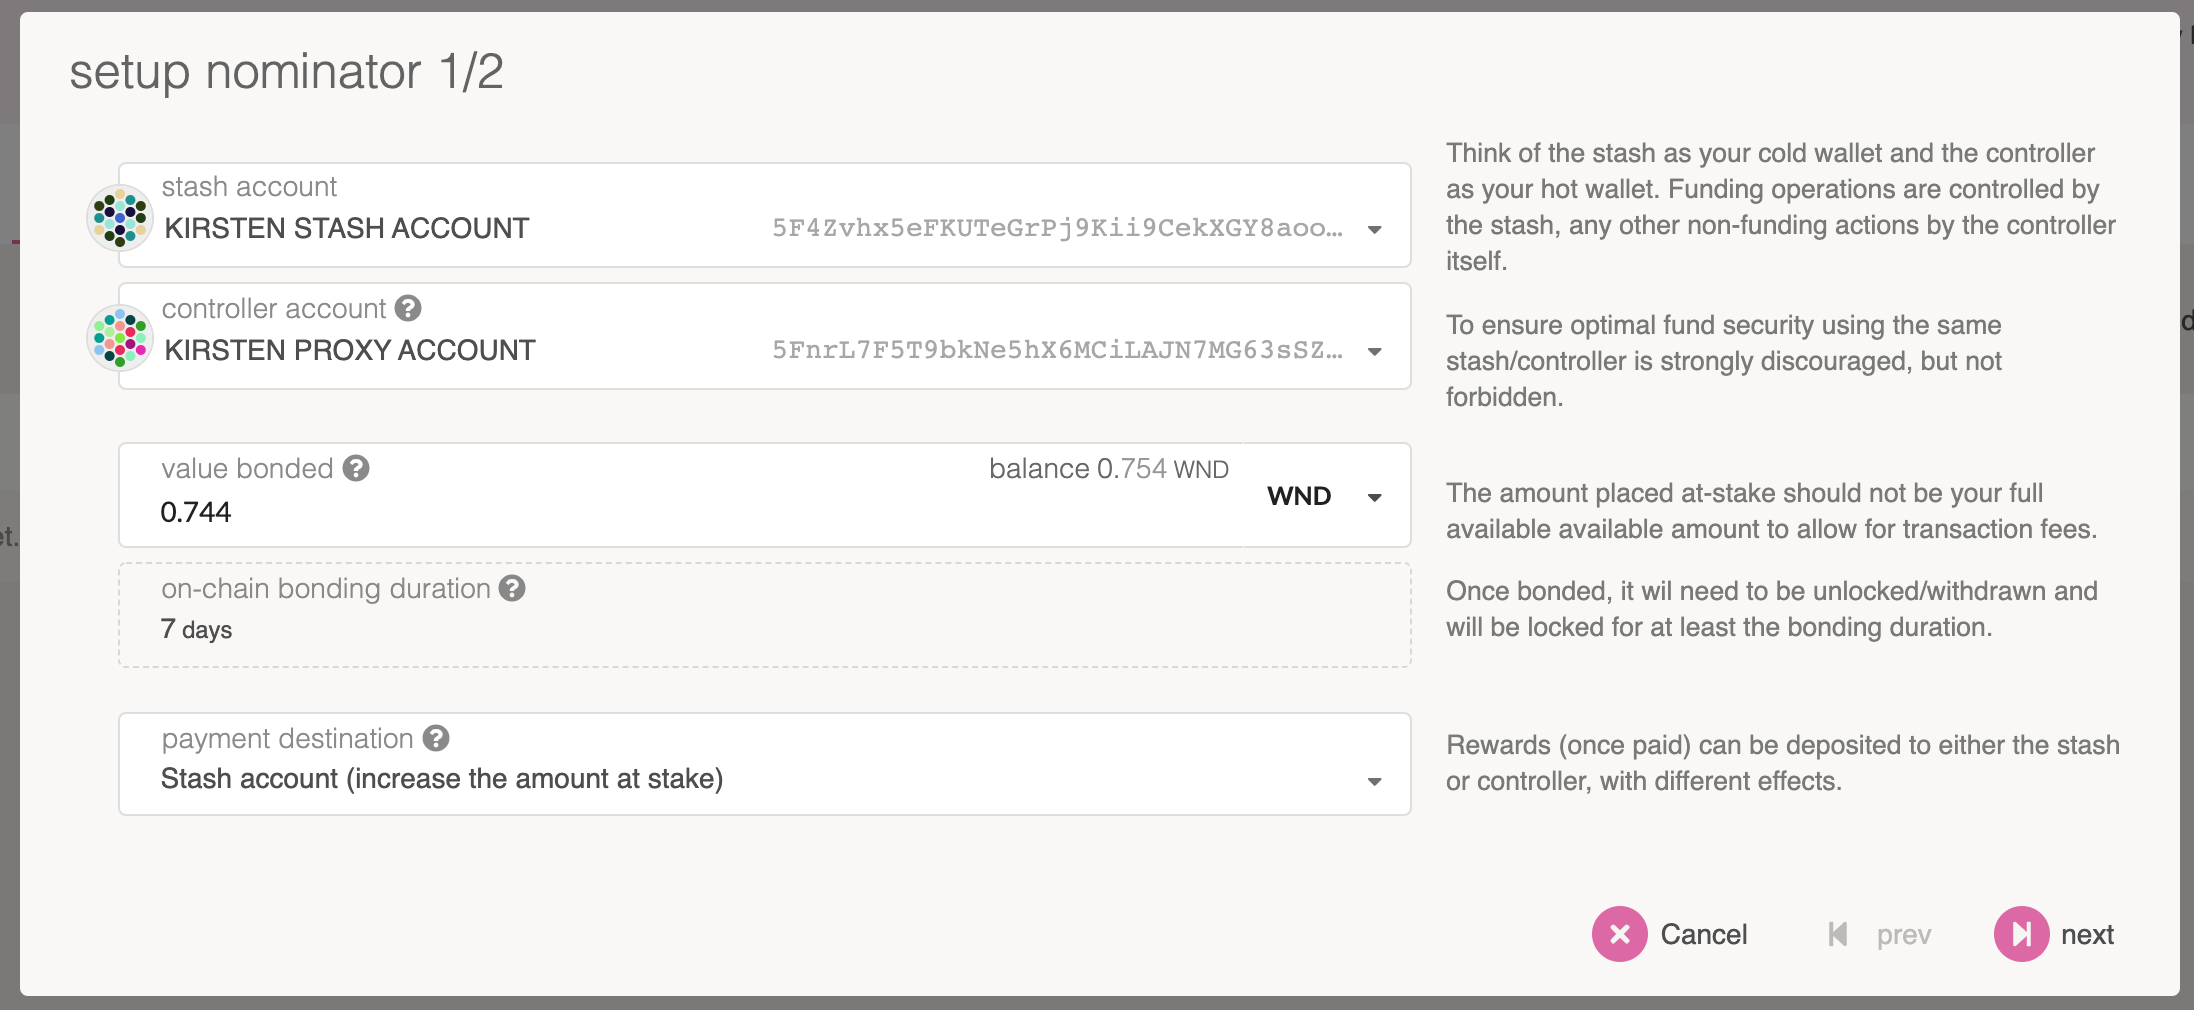 setup nominator 1/2
stash account
KIRSTEN STASH ACCOUNT 5F4Zvhx5eFKUTeGrPj9Kii9CekXGY8aoo…
controller account ?
KIRSTEN PROXY ACCOUNT 5FnrL7F5T9bkNe5hX6MCiLAJN7MG63sSZ…
Think of the stash as your cold wallet and the controller
as your hot wallet. Funding operations are controlled by
the stash, any other non-funding actions by the controller
itself.
To ensure optimal fund security using the same
stash/controller is strongly discouraged, but not
forbidden.
value bonded ? balance 0.754 WND
0.744 WND
on-chain bonding duration ?
7 days
The amount placed at-stake should not be your full
available available amount to allow for transaction fees.
Once bonded, it wil need to be unlocked/withdrawn and
will be locked for at least the bonding duration.
payment destination ?
Stash account (increase the amount at stake)
Rewards (once paid) can be deposited to either the stash
or controller, with different effects.
Cancel prev next